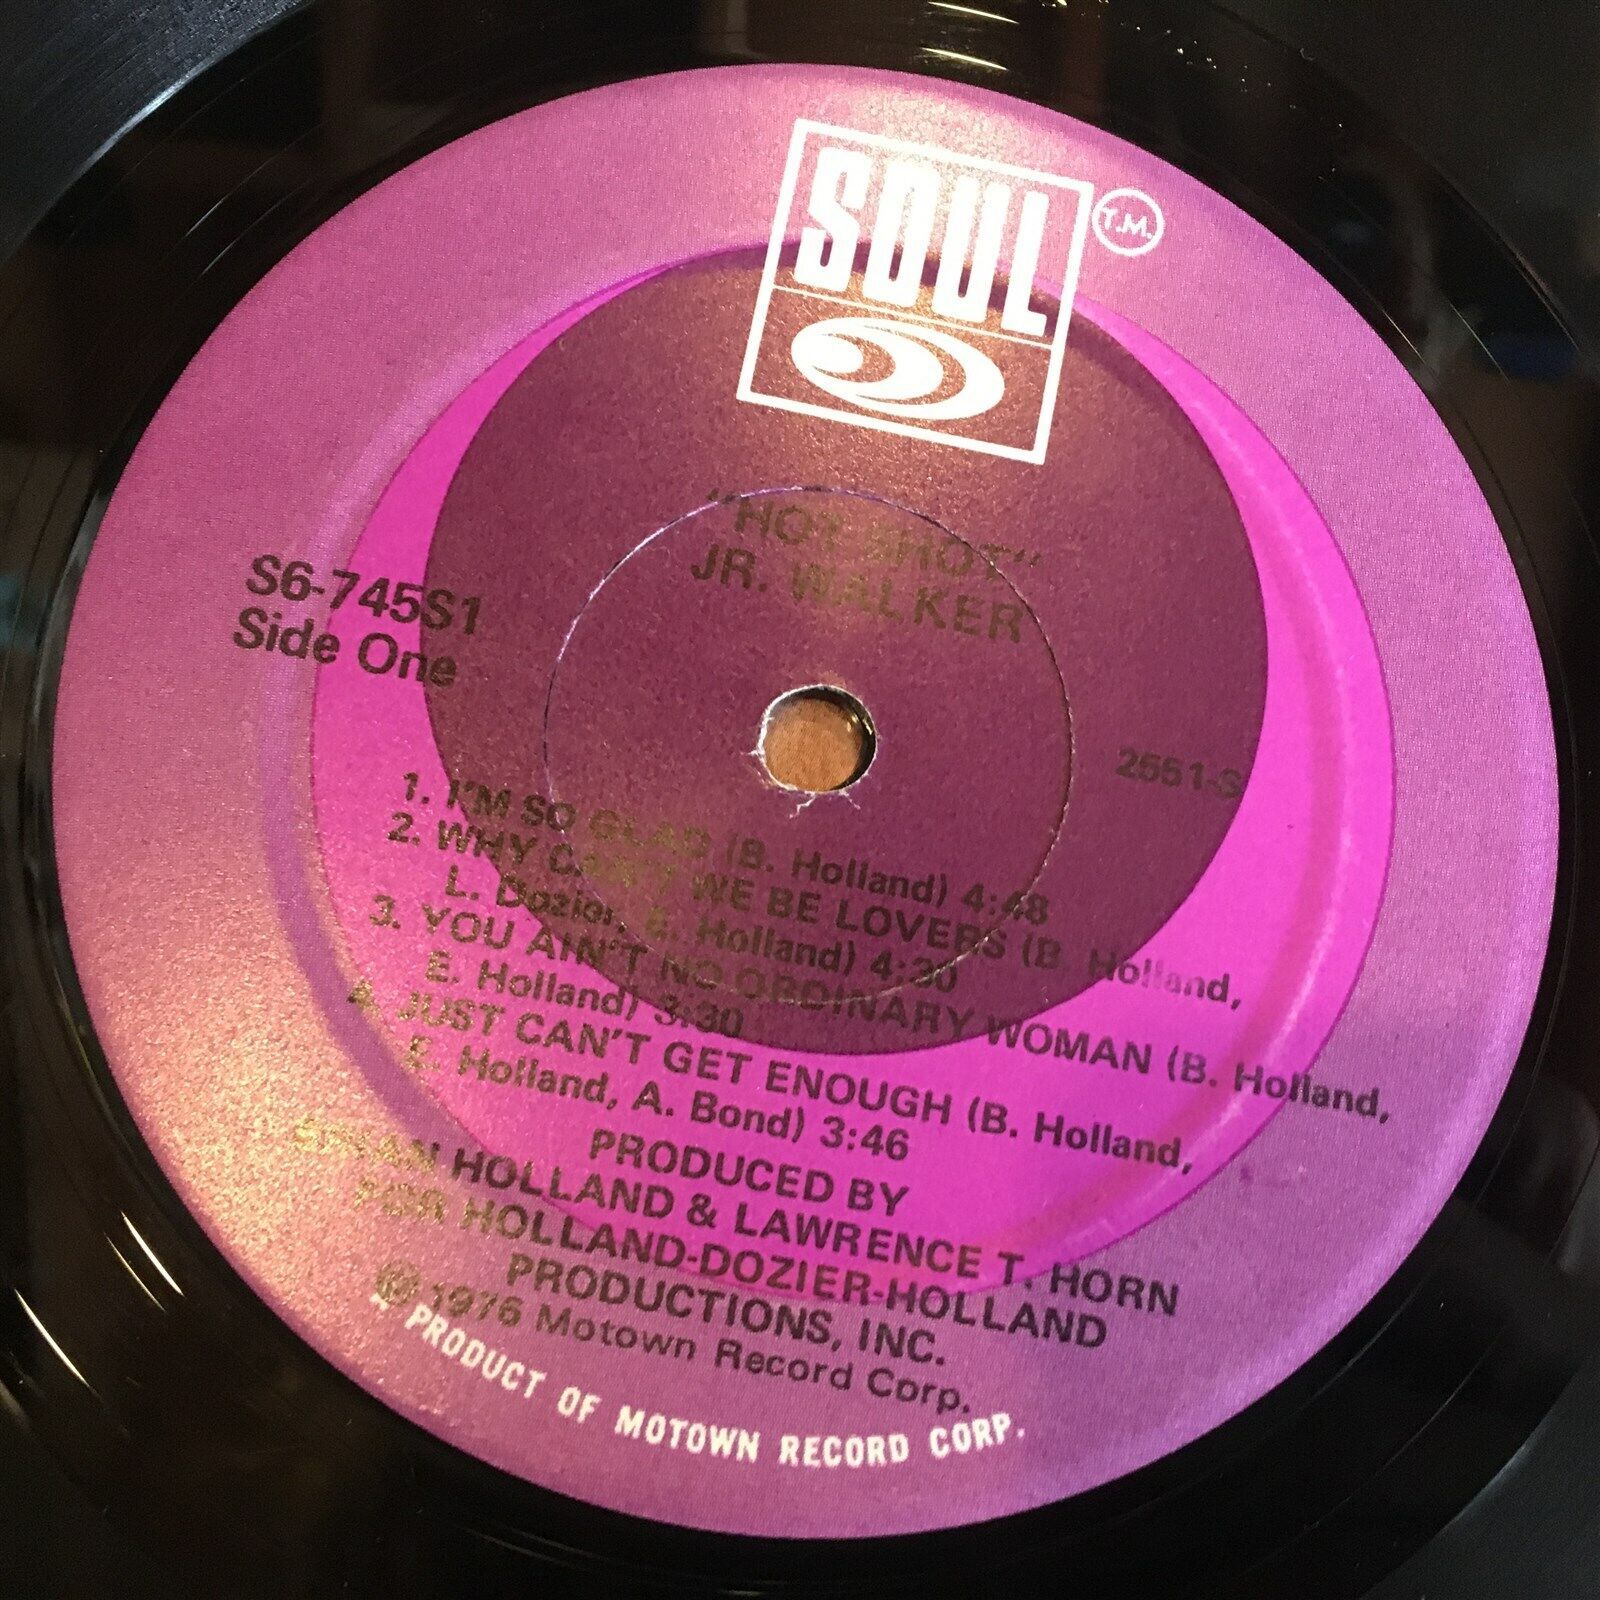 SOUL
T.M.
"HOT SHOT"
JR. WALKER
S6-745S1
Side One
2551-S
1. I'M SO GLAD (B. Holland) 4:48
2. WHY CAN'T WE BE LOVERS (B. Holland,
L. Dozier, E. Holland) 4:30
3. YOU AIN'T NO ORDINARY WOMAN (B. Holland,
E. Holland) 3:30
4. JUST CAN'T GET ENOUGH (B. Holland,
E. Holland, A. Bond) 3:46
PRODUCED BY
BRIAN HOLLAND & LAWRENCE T. HORN
FOR HOLLAND-DOZIER-HOLLAND
PRODUCTIONS, INC.
℗ 1976 Motown Record Corp.
A PRODUCT OF MOTOWN RECORD CORP.